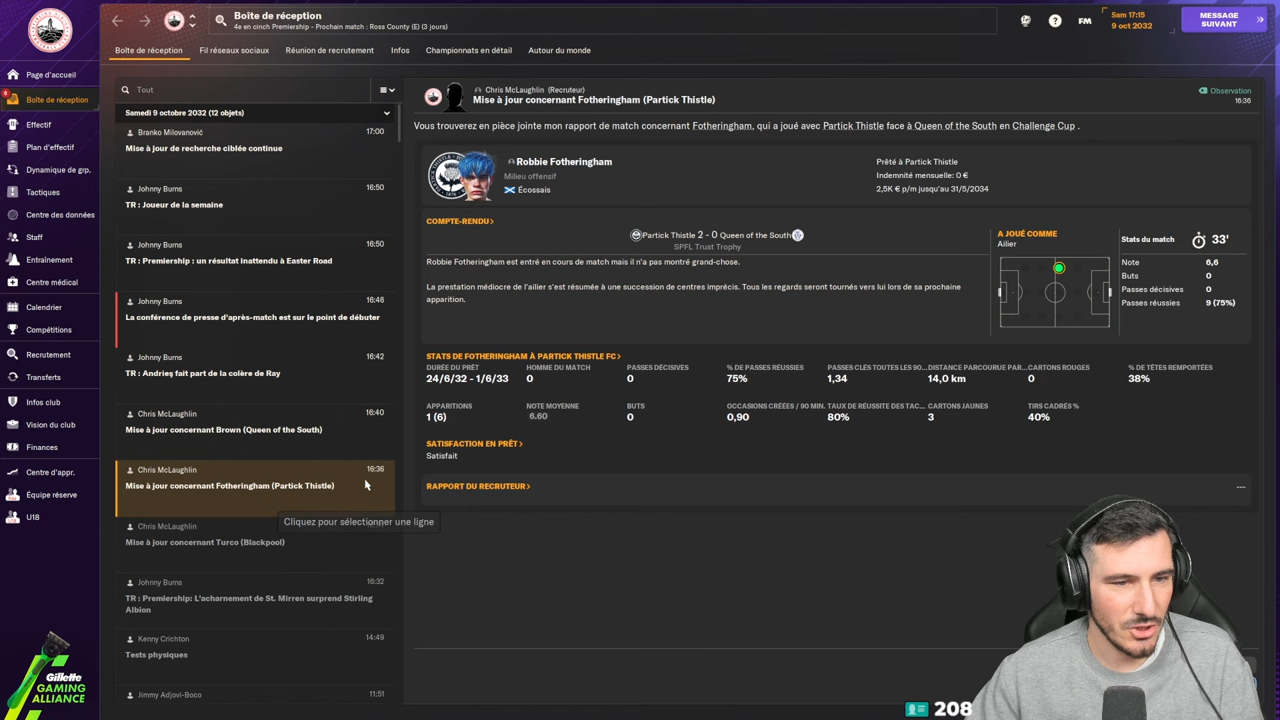 Boîte de réception
4e en cinch Premiership - Prochain match : Ross County (E) (3 jours)
FM
Sam 17:15
9 oct 2032
MESSAGE SUIVANT
Boîte de réception
Fil réseaux sociaux
Réunion de recrutement
Infos
Championnats en détail
Autour du monde
Page d'accueil
6
Boîte de réception
Effectif
Plan d'effectif
Dynamique de grp.
Tactiques
Centre des données
Staff
Entraînement
Centre médical
Calendrier
Compétitions
Recrutement
Transferts
Infos club
Vision du club
Finances
Centre d'appr.
Équipe réserve
U18
Gillette
GAMING
ALLIANCE
Tout
Samedi 9 octobre 2032 (12 objets)
Branko Milovanović 17:00
Mise à jour de recherche ciblée continue
Johnny Burns 16:50
TR : Joueur de la semaine
Johnny Burns 16:50
TR : Premiership : un résultat inattendu à Easter Road
Johnny Burns 16:46
La conférence de presse d'après-match est sur le point de débuter
Johnny Burns 16:42
TR : Andrieș fait part de la colère de Ray
Chris McLaughlin 16:40
Mise à jour concernant Brown (Queen of the South)
Chris McLaughlin 16:36
Mise à jour concernant Fotheringham (Partick Thistle)
Cliquez pour sélectionner une ligne
Chris McLaughlin
Mise à jour concernant Turco (Blackpool)
Johnny Burns 16:32
TR : Premiership: L'acharnement de St. Mirren surprend Stirling
Albion
Kenny Crichton 14:49
Tests physiques
Jimmy Adjovi-Boco 11:51
Chris McLaughlin (Recruteur)
Mise à jour concernant Fotheringham (Partick Thistle)
Observation
16:36
Vous trouverez en pièce jointe mon rapport de match concernant Fotheringham, qui a joué avec Partick Thistle face à Queen of the South en Challenge Cup .
Robbie Fotheringham
Milieu offensif
Écossais
Prêté à Partick Thistle
Indemnité mensuelle: 0 €
2,5K € p/m jusqu'au 31/5/2034
COMPTE-RENDU >
Partick Thistle 2 - 0 Queen of the South
SPFL Trust Trophy
Robbie Fotheringham est entré en cours de match mais il n'a pas montré grand-chose.
La prestation médiocre de l'ailier s'est résumée à une succession de centres imprécis. Tous les regards seront tournés vers lui lors de sa prochaine
apparition.
A JOUÉ COMME
Ailier
Stats du match 33'
Note 6,6
Buts 0
Passes décisives 0
Passes réussies 9 (75%)
STATS DE FOTHERINGHAM À PARTICK THISTLE FC >
DURÉE DU PRÊT HOMME DU MATCH PASSES DÉCISIVES % DE PASSES RÉUSSIES PASSES CLÉS TOUTES LES 90... DISTANCE PARCOURUE PAR... CARTONS ROUGES % DE TÊTES REMPORTÉES
24/6/32 - 1/6/33 0 0 75% 1,34 14,0 km 0 38%
APPARITIONS NOTE MOYENNE BUTS OCCASIONS CRÉÉES / 90 MIN. TAUX DE RÉUSSITE DES TAC... CARTONS JAUNES TIRS CADRÉS %
1 (6) 6.60 0 0,90 80% 3 40%
SATISFACTION EN PRÊT >
Satisfait
RAPPORT DU RECRUTEUR > ---
208